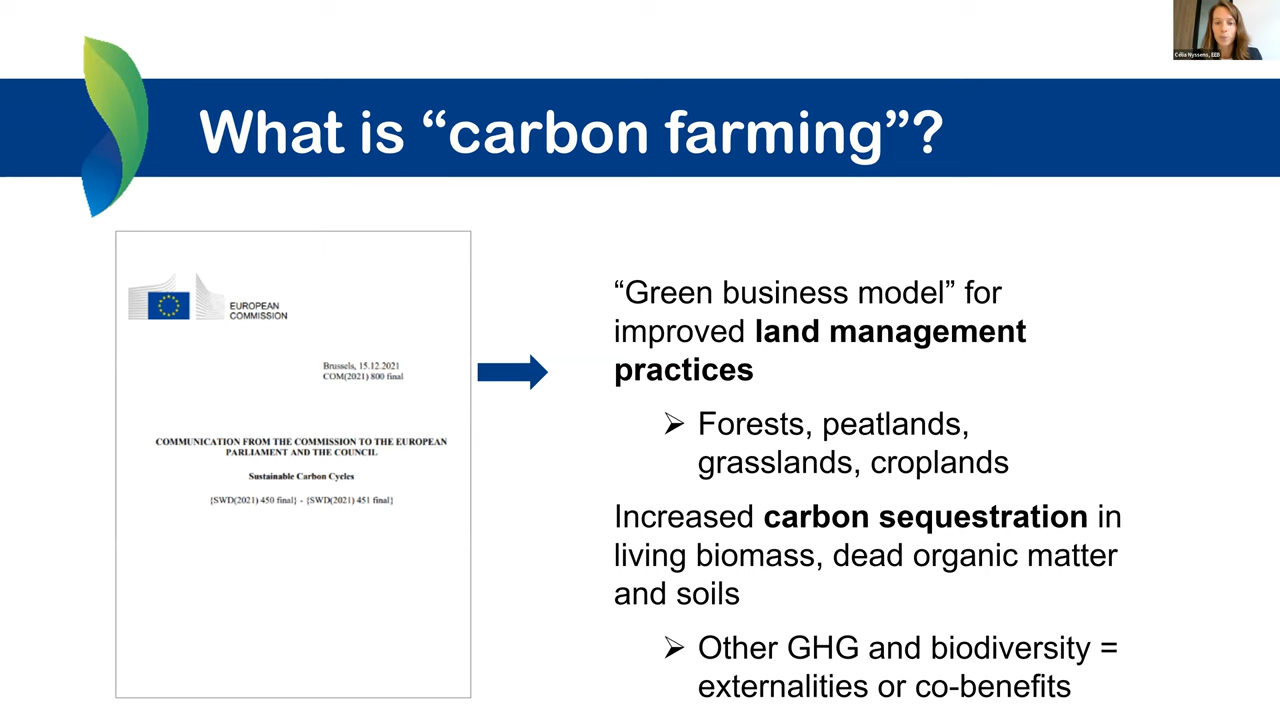 Célia Nyssens, EEB
What is “carbon farming”?
EUROPEAN
COMMISSION
Brussels, 15.12.2021
COM(2021) 800 final
COMMUNICATION FROM THE COMMISSION TO THE EUROPEAN
PARLIAMENT AND THE COUNCIL
Sustainable Carbon Cycles
{SWD(2021) 450 final} - {SWD(2021) 451 final}
“Green business model” for
improved land management
practices
Forests, peatlands,
grasslands, croplands
Increased carbon sequestration in
living biomass, dead organic matter
and soils
Other GHG and biodiversity =
externalities or co-benefits